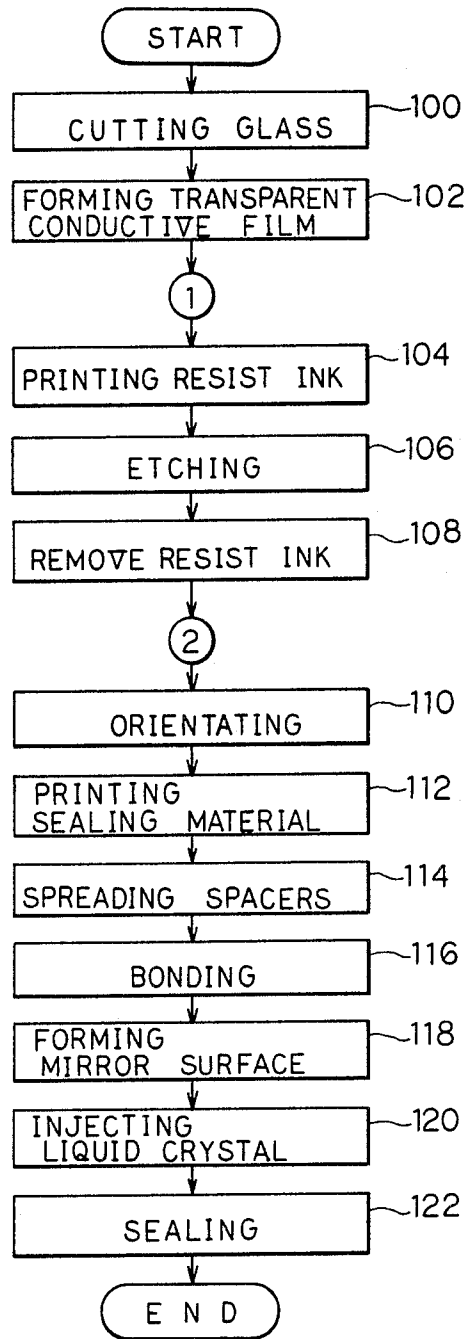 START
CUTTING GLASS
100
FORMING TRANSPARENT
CONDUCTIVE FILM
102
1
PRINTING RESIST INK
104
ETCHING
106
REMOVE RESIST INK
108
2
ORIENTATING
110
PRINTING
SEALING MATERIAL
112
SPREADING SPACERS
114
BONDING
116
FORMING
MIRROR SURFACE
118
INJECTING
LIQUID CRYSTAL
120
SEALING
122
END